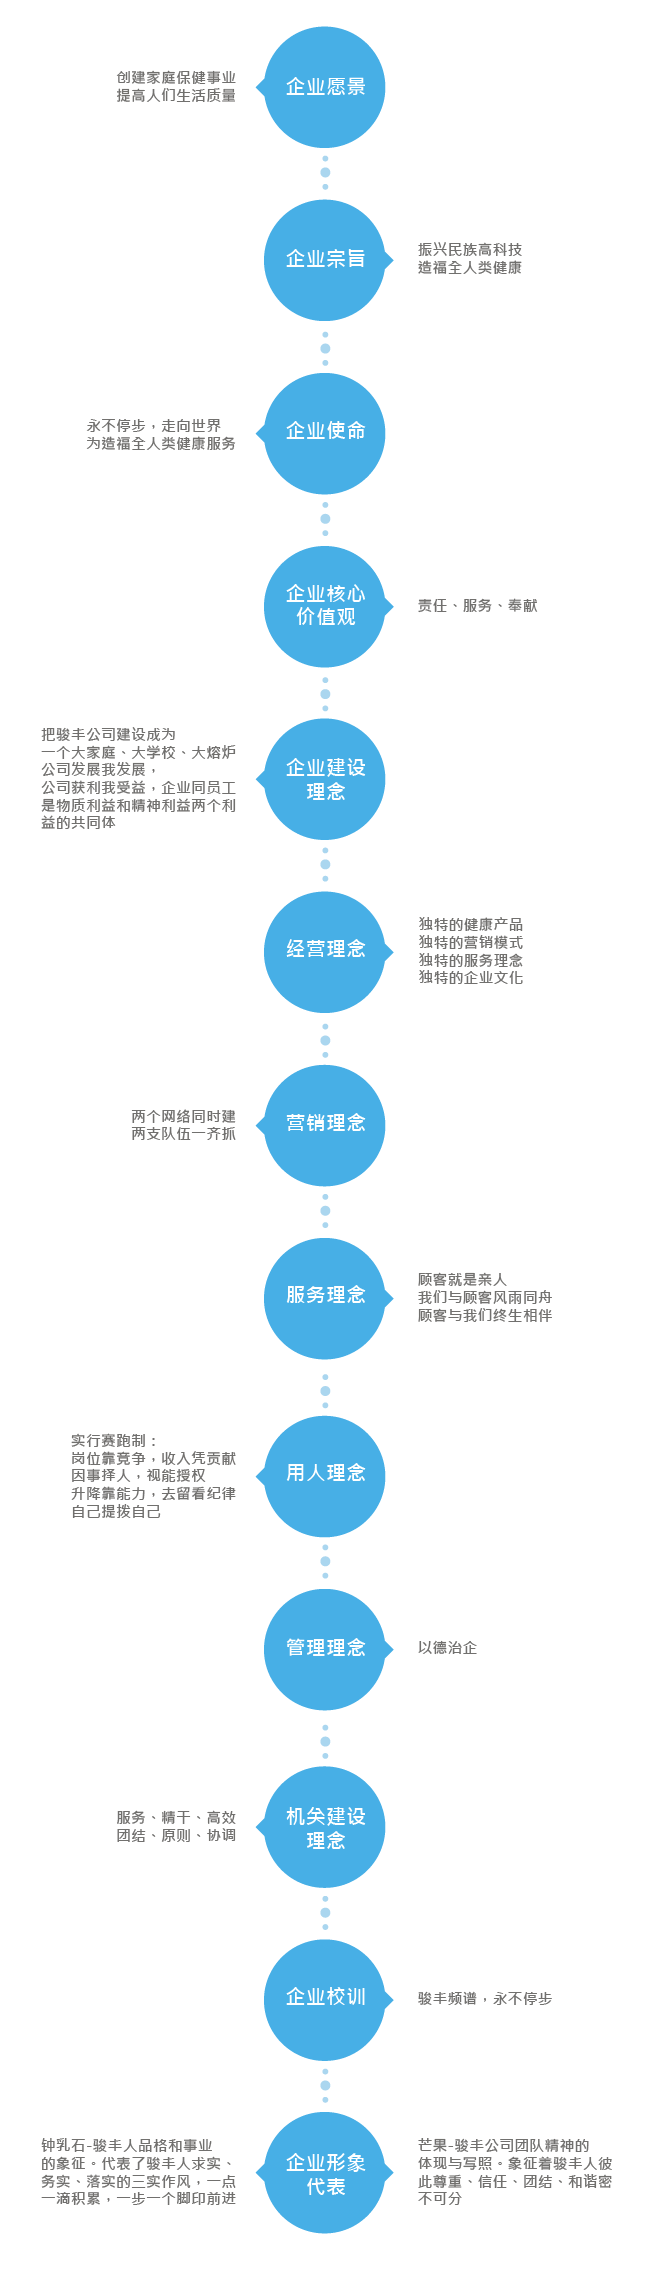 企业愿景
创建家庭保健事业
提高人们生活质量
企业宗旨
振兴民族高科技
造福全人类健康
企业使命
永不停步，走向世界
为造福全人类健康服务
企业核心
价值观
责任、服务、奉献
企业建设
理念
把骏丰公司建设成为
一个大家庭、大学校、大熔炉
公司发展我发展，
公司获利我受益，企业同员工
是物质利益和精神利益两个利
益的共同体
经营理念
独特的健康产品
独特的营销模式
独特的服务理念
独特的企业文化
营销理念
两个网络同时建
两支队伍一齐抓
服务理念
顾客就是亲人
我们与顾客风雨同舟
顾客与我们终生相伴
用人理念
实行赛跑制：
岗位靠竞争，收入凭贡献
因事择人，视能授权
升降靠能力，去留看纪律
自己提拨自己
管理理念
以德治企
机关建设
理念
服务、精干、高效
团结、原则、协调
企业校训
骏丰频谱，永不停步
企业形象
代表
钟乳石-骏丰人品格和事业
的象征。代表了骏丰人求实、
务实、落实的三实作风，一点
一滴积累，一步一个脚印前进
芒果-骏丰公司团队精神的
体现与写照。象征着骏丰人彼
此尊重、信任、团结、和谐密
不可分